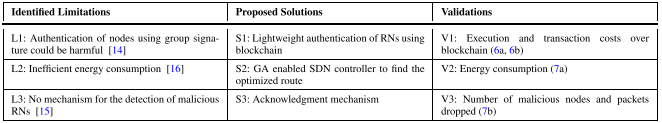 Identified Limitations Proposed Solutions Validations
L1: Authentication of nodes using group signa-
ture could be harmful [14]
S1: Lightweight authentication of RNs using
blockchain
V1: Execution and transaction costs over
blockchain (6a, 6b)
L2: Inefficient energy consumption [16]
S2: GA enabled SDN controller to find the
optimized route
V2: Energy consumption (7a)
L3: No mechanism for the detection of malicious
RNs [15]
S3: Acknowledgment mechanism
V3: Number of malicious nodes and packets
dropped (7b)